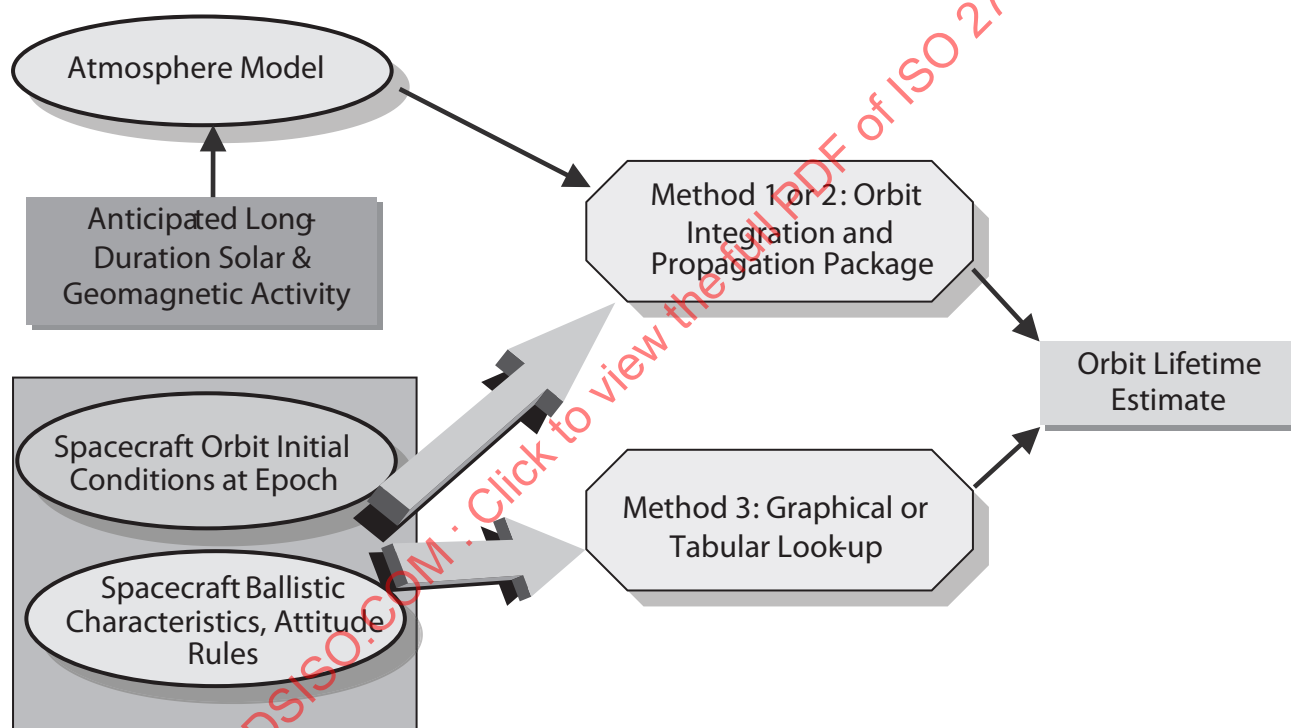 Atmosphere Model
Anticipated Long-
Duration Solar &
Geomagnetic Activity
Method 1 or 2: Orbit
Integration and
Propagation Package
Orbit Lifetime
Estimate
Spacecraft Orbit Initial
Conditions at Epoch
Method 3: Graphical or
Tabular Look-up
Spacecraft Ballistic
Characteristics, Attitude
Rules
DSISO.COM : Click to view the full PDF of ISO 27